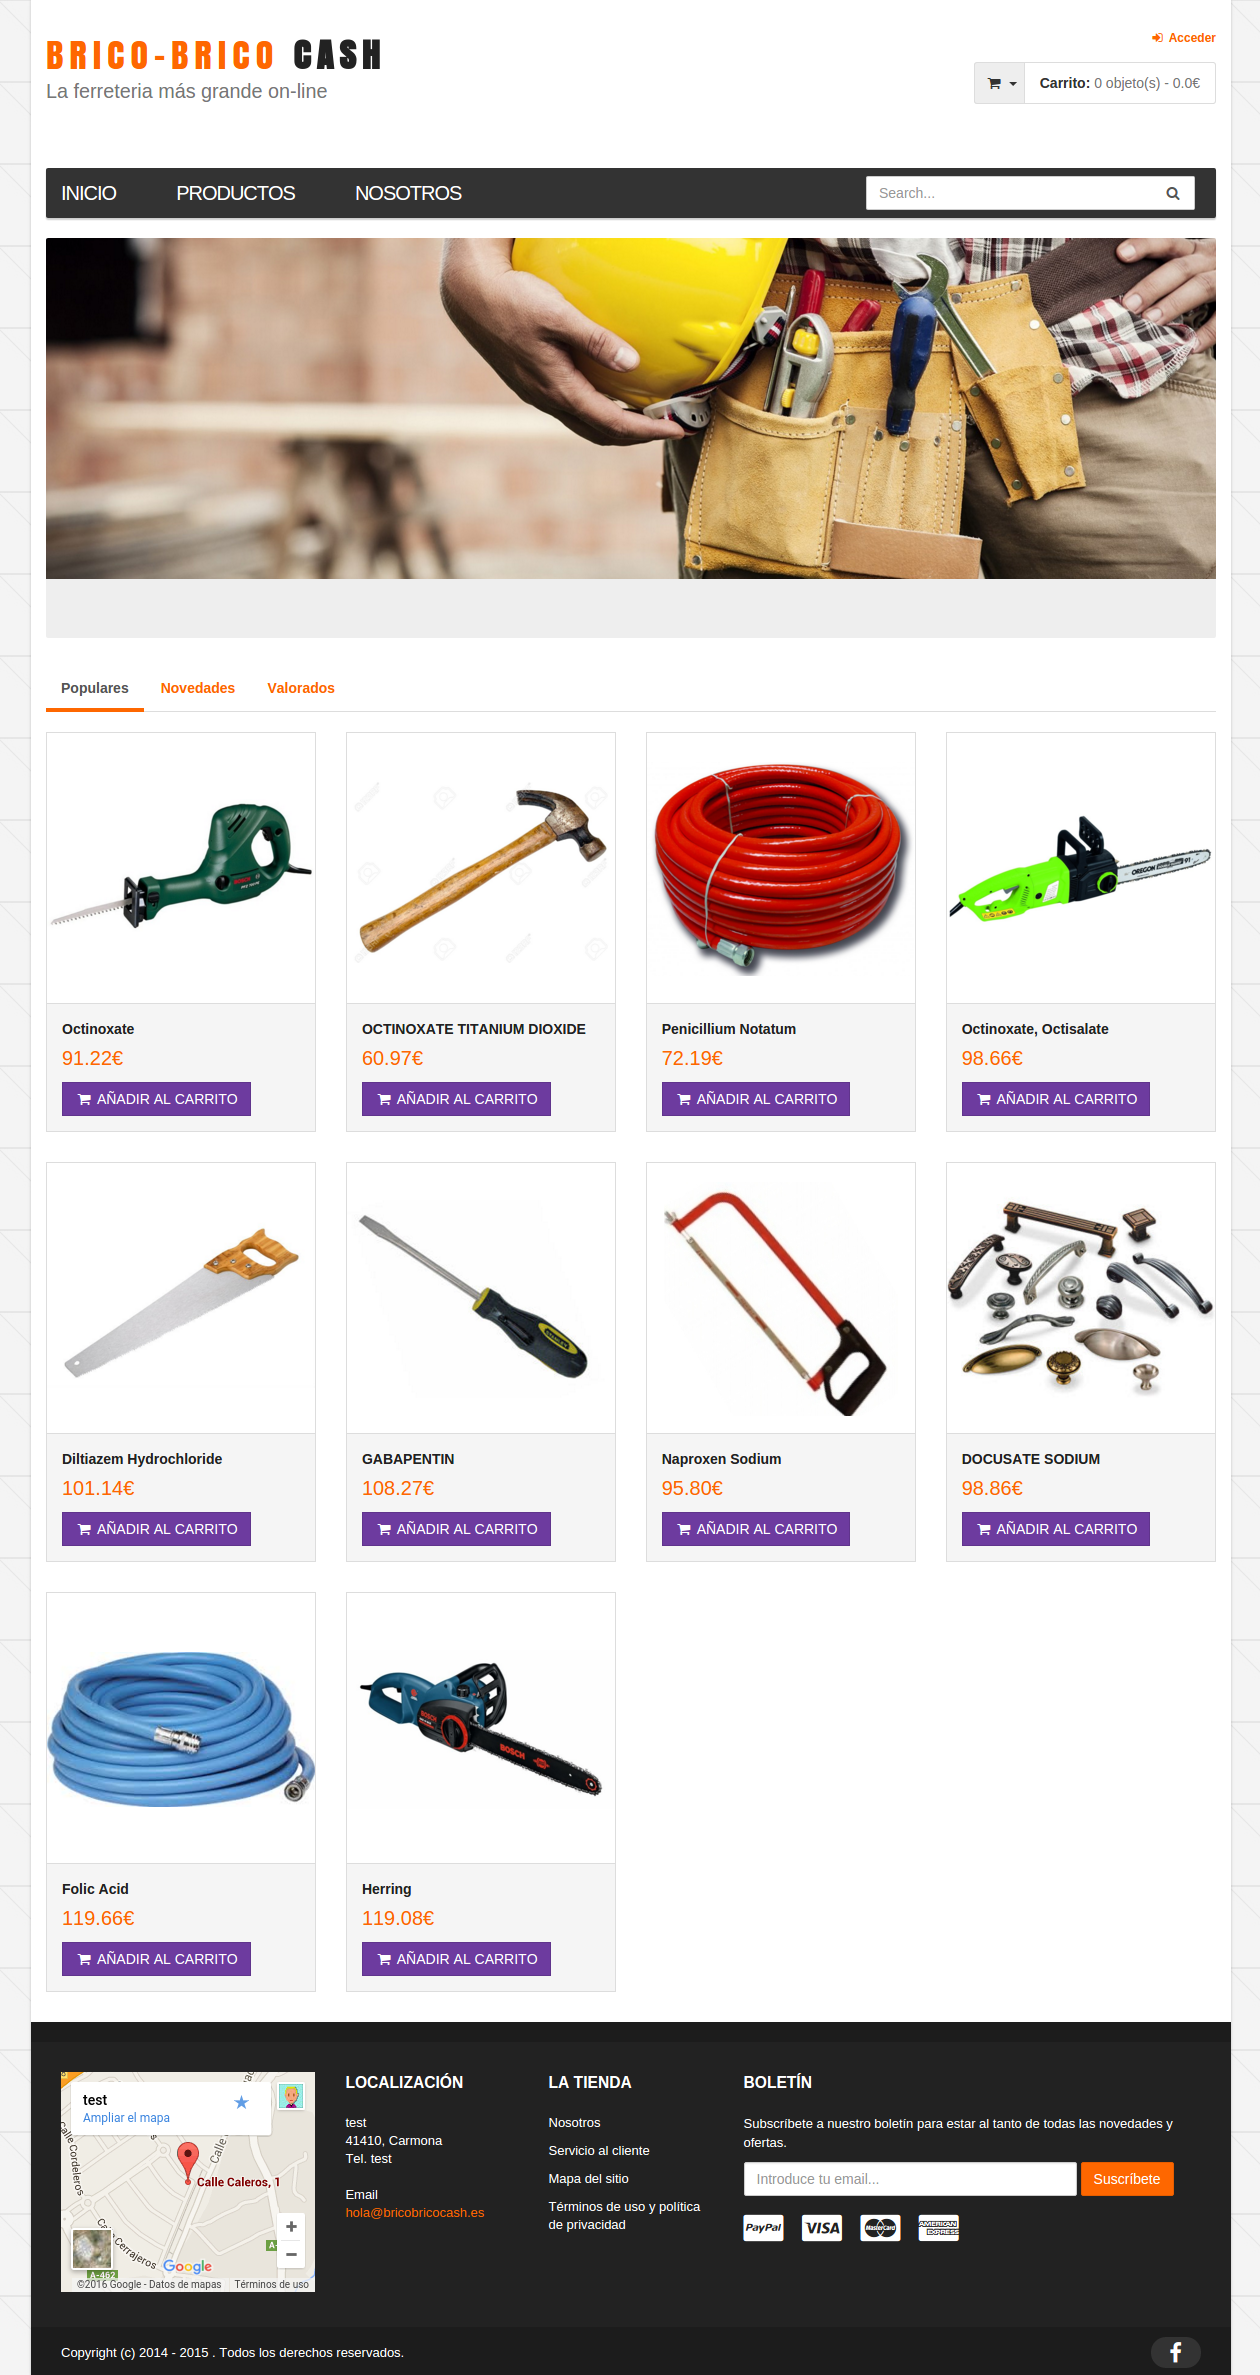 BRICO-BRICO CASH
La ferreteria más grande on-line
Acceder
Carrito: 0 objeto(s) - 0.0€
INICIO PRODUCTOS NOSOTROS
Search...
Populares Novedades Valorados
BOSCH
OREGON 91
Octinoxate
91.22€
AÑADIR AL CARRITO
OCTINOXATE TITANIUM DIOXIDE
60.97€
AÑADIR AL CARRITO
Penicillium Notatum
72.19€
AÑADIR AL CARRITO
Octinoxate, Octisalate
98.66€
AÑADIR AL CARRITO
Diltiazem Hydrochloride
101.14€
AÑADIR AL CARRITO
GABAPENTIN
108.27€
AÑADIR AL CARRITO
Naproxen Sodium
95.80€
AÑADIR AL CARRITO
DOCUSATE SODIUM
98.86€
AÑADIR AL CARRITO
BOSCH
BOSCH
Folic Acid
119.66€
AÑADIR AL CARRITO
Herring
119.08€
AÑADIR AL CARRITO
test
Ampliar el mapa
Calle Cordeleros
Calle
Calle Caleros, 1
Cerrajeros
A-462
Google
©2016 Google - Datos de mapas Términos de uso
LOCALIZACIÓN
test
41410, Carmona
Tel. test
Email
hola@bricobricocash.es
LA TIENDA
Nosotros
Servicio al cliente
Mapa del sitio
Términos de uso y política
de privacidad
BOLETÍN
Subscríbete a nuestro boletín para estar al tanto de todas las novedades y
ofertas.
Introduce tu email...
Suscríbete
PayPal VISA MasterCard AMERICAN EXPRESS
Copyright (c) 2014 - 2015 . Todos los derechos reservados.